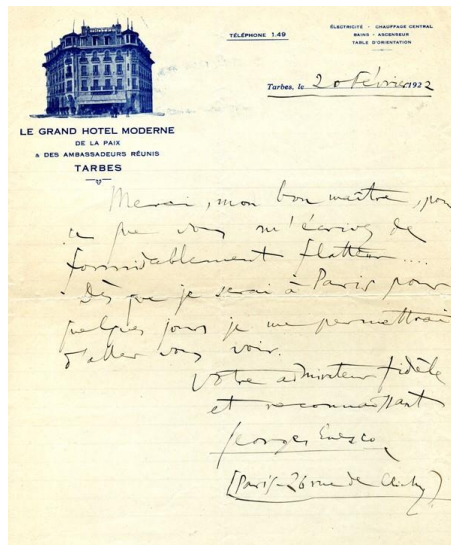 TÉLÉPHONE 1.49
ÉLECTRICITÉ - CHAUFFAGE CENTRAL
BAINS - ASCENSEUR
TABLE D'ORIENTATION
Tarbes, le 20 Février 1922
LE GRAND HOTEL MODERNE
DE LA PAIX
& DES AMBASSADEURS RÉUNIS
TARBES
Merci, mon bon maître, pour
ce que vous m'écrivez de
formidablement flatteur....
Dès que je serai à Paris pour
quelques jours je me permettrai
d'aller vous voir.
Votre admirateur fidèle
et reconnaissant
Georges Enesco
(Paris - 26 rue de Clichy)